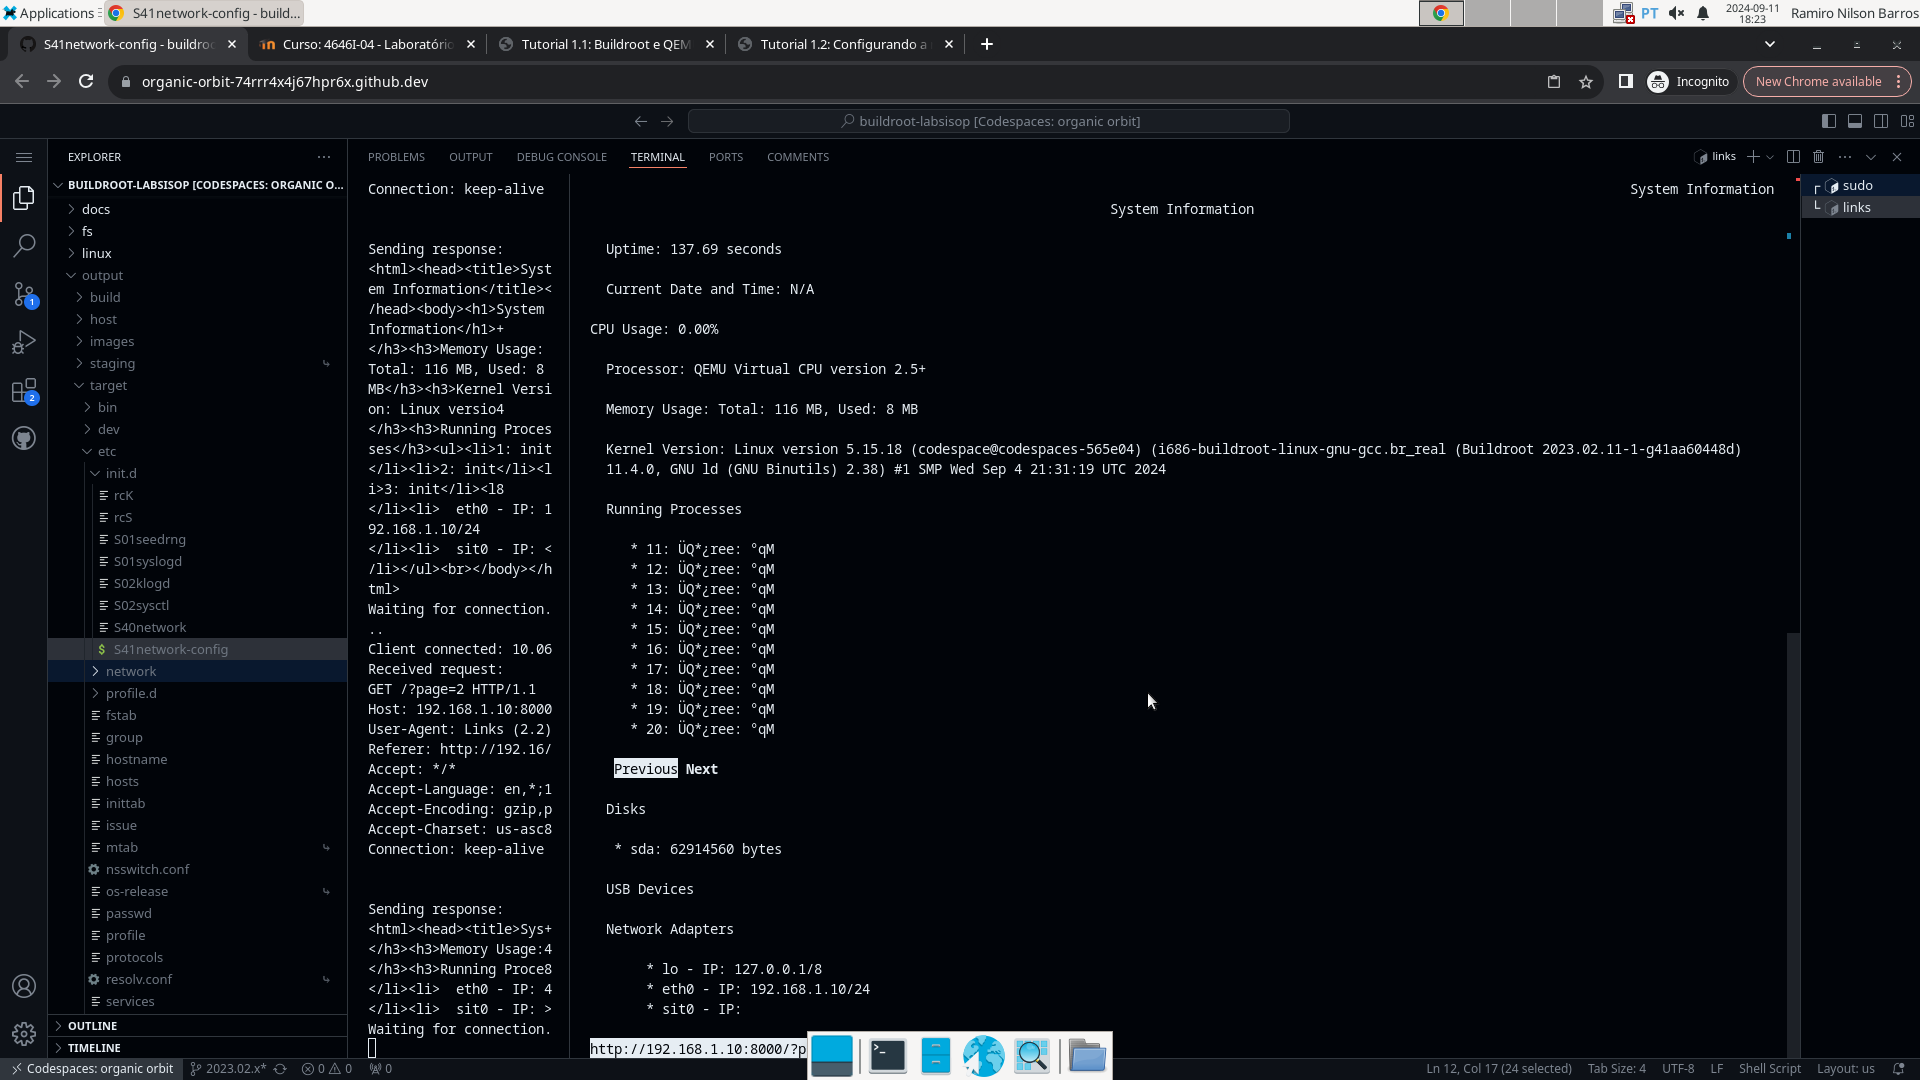 Applications
S41network-config - build...
PT
2024-09-11
18:23
Ramiro Nilson Barros
S41network-config - buildro
Curso: 4646I-04 - Laboratório
Tutorial 1.1: Buildroot e QEM
Tutorial 1.2: Configurando a
organic-orbit-74rrr4x4j67hpr6x.github.dev
Incognito
New Chrome available
buildroot-labsisop [Codespaces: organic orbit]
EXPLORER
PROBLEMS OUTPUT DEBUG CONSOLE TERMINAL PORTS COMMENTS
links
BUILDROOT-LABSISOP [CODESPACES: ORGANIC O...
docs
fs
linux
output
build
host
images
staging
target
bin
dev
etc
init.d
rcK
rcS
S01seedrng
S01syslogd
S02klogd
S02sysctl
S40network
$ S41network-config
network
profile.d
fstab
group
hostname
hosts
inittab
issue
mtab
nsswitch.conf
os-release
passwd
profile
protocols
resolv.conf
services
OUTLINE
TIMELINE
1
2
Connection: keep-alive
Sending response:
<html><head><title>Syst
em Information</title><
/head><body><h1>System
Information</h1>+
</h3><h3>Memory Usage:
Total: 116 MB, Used: 8
MB</h3><h3>Kernel Versi
on: Linux versio4
</h3><h3>Running Proces
ses</h3><ul><li>1: init
</li><li>2: init</li><l
i>3: init</li><l8
</li><li>  eth0 - IP: 1
92.168.1.10/24
</li><li>  sit0 - IP: <
/li></ul><br></body></h
tml>
Waiting for connection.
..
Client connected: 10.06
Received request:
GET /?page=2 HTTP/1.1
Host: 192.168.1.10:8000
User-Agent: Links (2.2)
Referer: http://192.16/
Accept: */*
Accept-Language: en,*;1
Accept-Encoding: gzip,p
Accept-Charset: us-asc8
Connection: keep-alive
Sending response:
<html><head><title>Sys+
</h3><h3>Memory Usage:4
</h3><h3>Running Proce8
</li><li>  eth0 - IP: 4
</li><li>  sit0 - IP: >
Waiting for connection.
System Information
System Information
Uptime: 137.69 seconds
Current Date and Time: N/A
CPU Usage: 0.00%
Processor: QEMU Virtual CPU version 2.5+
Memory Usage: Total: 116 MB, Used: 8 MB
Kernel Version: Linux version 5.15.18 (codespace@codespaces-565e04) (i686-buildroot-linux-gnu-gcc.br_real (Buildroot 2023.02.11-1-g41aa60448d)
11.4.0, GNU ld (GNU Binutils) 2.38) #1 SMP Wed Sep 4 21:31:19 UTC 2024
Running Processes
* 11: ÜQ*¿ree: °qM
* 12: ÜQ*¿ree: °qM
* 13: ÜQ*¿ree: °qM
* 14: ÜQ*¿ree: °qM
* 15: ÜQ*¿ree: °qM
* 16: ÜQ*¿ree: °qM
* 17: ÜQ*¿ree: °qM
* 18: ÜQ*¿ree: °qM
* 19: ÜQ*¿ree: °qM
* 20: ÜQ*¿ree: °qM
Previous Next
Disks
* sda: 62914560 bytes
USB Devices
Network Adapters
* lo - IP: 127.0.0.1/8
* eth0 - IP: 192.168.1.10/24
* sit0 - IP:
http://192.168.1.10:8000/?p
sudo
links
Codespaces: organic orbit
2023.02.x*
0 0
0
Ln 12, Col 17 (24 selected)
Tab Size: 4
UTF-8
LF
Shell Script
Layout: us